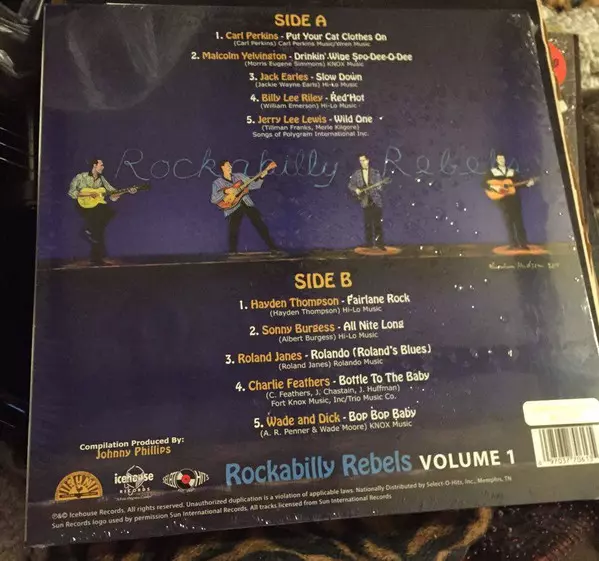 SIDE A
1. Carl Perkins - Put Your Cat Clothes On
(Carl Perkins) Carl Perkins Music/Wren Music
2. Malcolm Yelvington - Drinkin' Wine Spo-Dee-O-Dee
(Morris Eugene Simmons) KNOX Music
3. Jack Earles - Slow Down
(Jackie Wayne Earls) Hi-Lo Music
4. Billy Lee Riley - Red Hot
(William Emerson) Hi-Lo Music
5. Jerry Lee Lewis - Wild One
(Tillman Franks, Merle Kilgore)
Songs of Polygram International Inc.
Rockabilly Rebels
SIDE B
1. Hayden Thompson - Fairlane Rock
(Hayden Thompson) Hi-Lo Music
2. Sonny Burgess - All Nite Long
(Albert Burgess) Hi-Lo Music
3. Roland Janes - Rolando (Roland's Blues)
(Roland Janes) Rolando Music
4. Charlie Feathers - Bottle To The Baby
(C. Feathers, J. Chastain, J. Huffman)
Fort Knox Music, Inc/Trio Music Co.
5. Wade and Dick - Bop Bop Baby
(A. R. Penner & Wade Moore) KNOX Music
Compilation Produced By:
Johnny Phillips
SUN
icehouse
RECORDS
SELECT O HITS
Rockabilly Rebels VOLUME 1
℗&© Icehouse Records. All rights reserved. Unauthorized duplication is a violation of applicable laws. Nationally Distributed by Select-O-Hits, Inc., Memphis, TN
Sun Records logo used by permission Sun International Records. All tracks licensed from Sun International Records